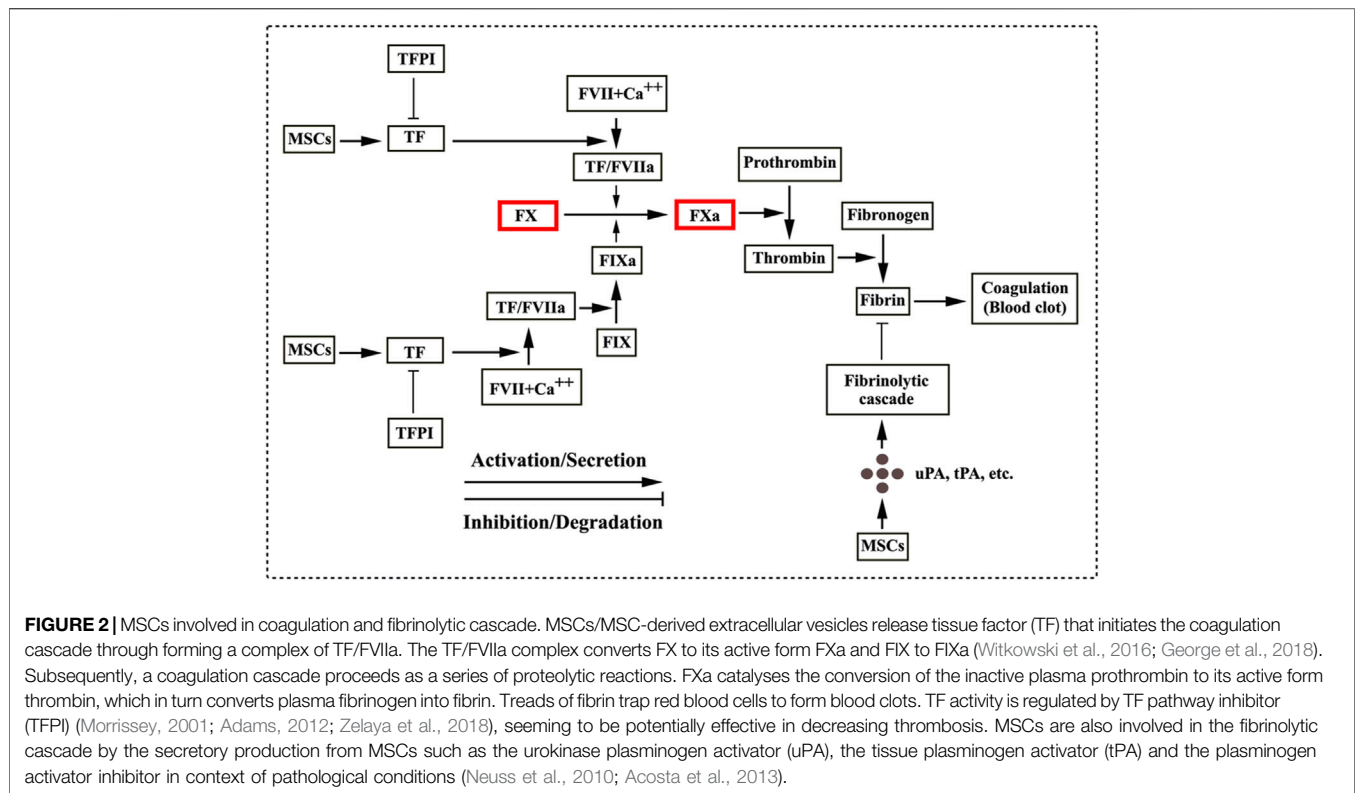 TFPI
FVII+Ca++
MSCs
TF
TF/FVIIa
Prothrombin
FX
FXa
Fibronogen
FIXa
Thrombin
TF/FVIIa
Fibrin
Coagulation
(Blood clot)
MSCs
TF
FIX
FVII+Ca++
Fibrinolytic
cascade
TFPI
Activation/Secretion
uPA, tPA, etc.
Inhibition/Degradation
MSCs
FIGURE 2 | MSCs involved in coagulation and fibrinolytic cascade. MSCs/MSC-derived extracellular vesicles release tissue factor (TF) that initiates the coagulation
cascade through forming a complex of TF/FVIIa. The TF/FVIIa complex converts FX to its active form FXa and FIX to FIXa (Witkowski et al., 2016; George et al., 2018).
Subsequently, a coagulation cascade proceeds as a series of proteolytic reactions. FXa catalyses the conversion of the inactive plasma prothrombin to its active form
thrombin, which in turn converts plasma fibrinogen into fibrin. Treads of fibrin trap red blood cells to form blood clots. TF activity is regulated by TF pathway inhibitor
(TFPI) (Morrissey, 2001; Adams, 2012; Zelaya et al., 2018), seeming to be potentially effective in decreasing thrombosis. MSCs are also involved in the fibrinolytic
cascade by the secretory production from MSCs such as the urokinase plasminogen activator (uPA), the tissue plasminogen activator (tPA) and the plasminogen
activator inhibitor in context of pathological conditions (Neuss et al., 2010; Acosta et al., 2013).